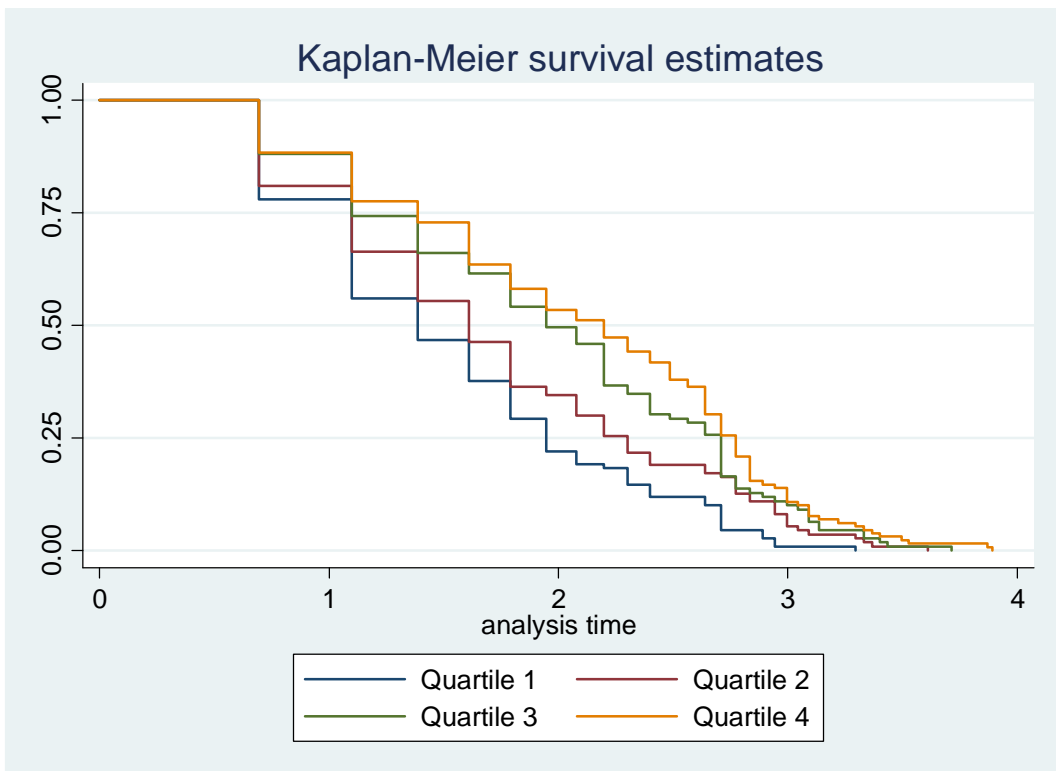 Kaplan-Meier survival estimates
1.00
0.75
0.50
0.25
0.00
0 1 2 3 4
analysis time
Quartile 1 Quartile 2
Quartile 3 Quartile 4